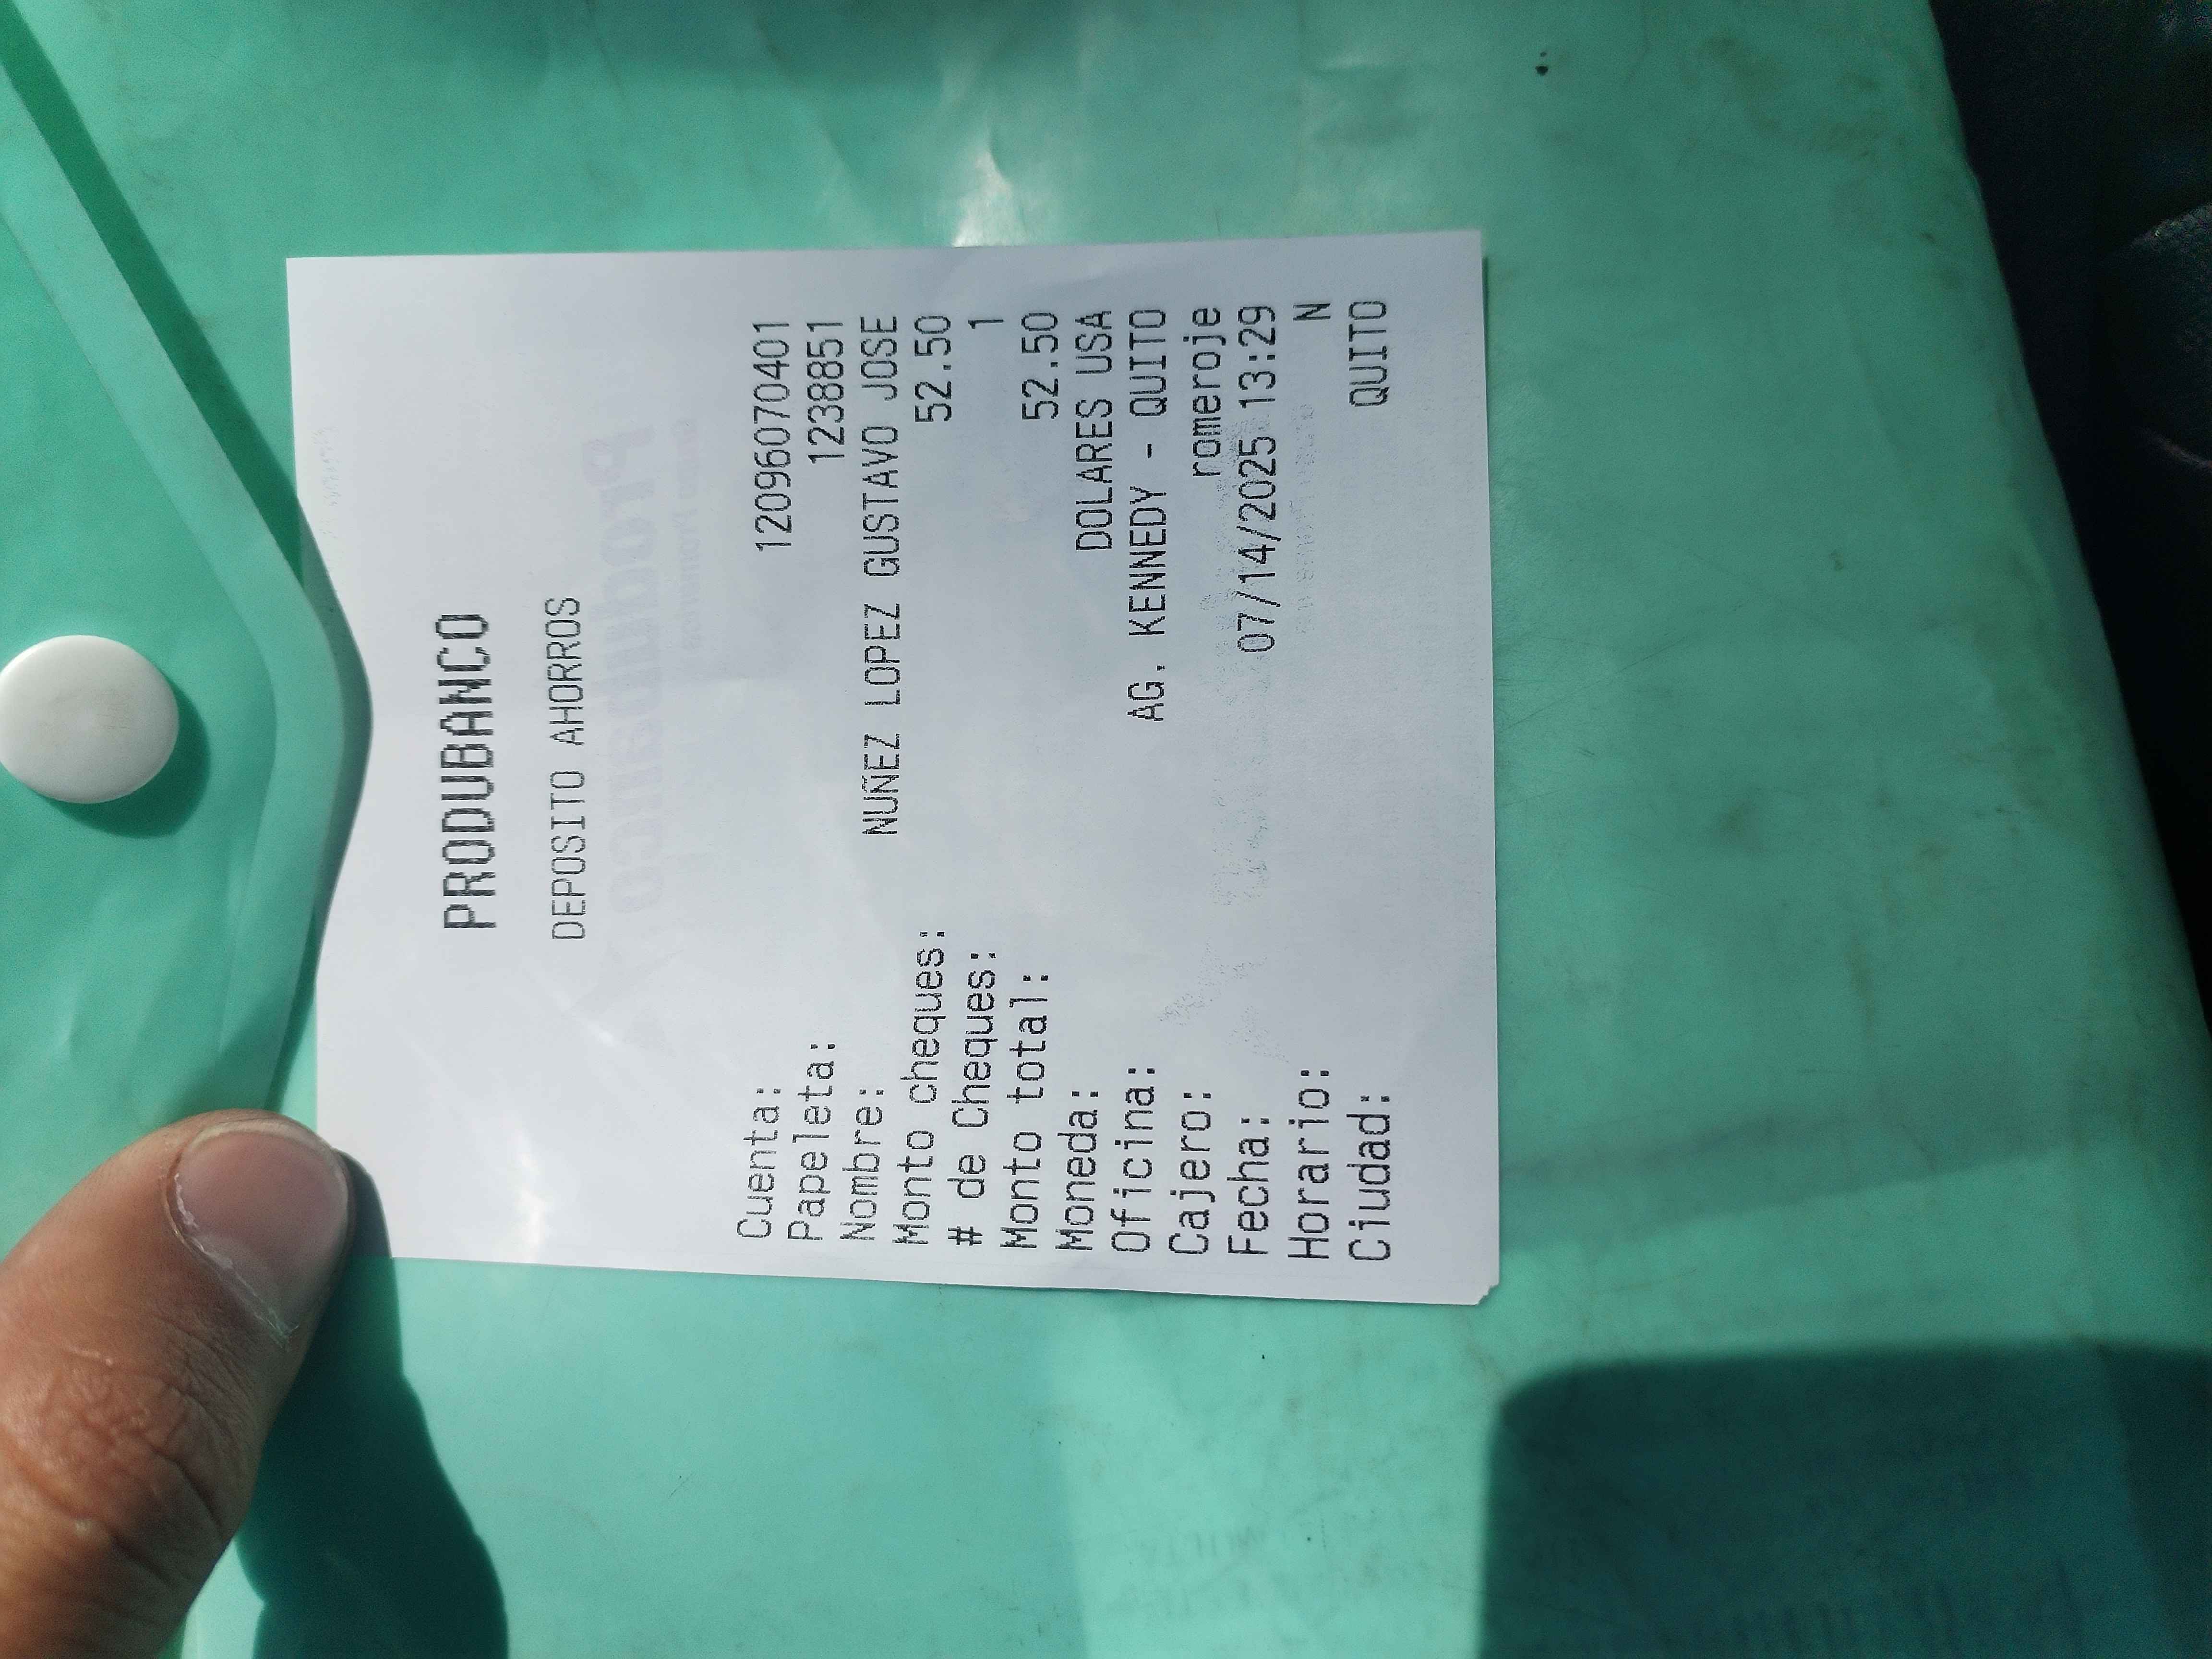 PRODUBANCO
DEPOSITO AHORROS
Cuenta: 12096070401
Papeleta: 1238851
Nombre: NUÑEZ LOPEZ GUSTAVO JOSE
Monto cheques: 52.50
# de Cheques: 1
Monto total: 52.50
Moneda: DOLARES USA
Oficina: AG. KENNEDY - QUITO
Cajero: romeroje
Fecha: 07/14/2025 13:29
Horario: N
Ciudad: QUITO